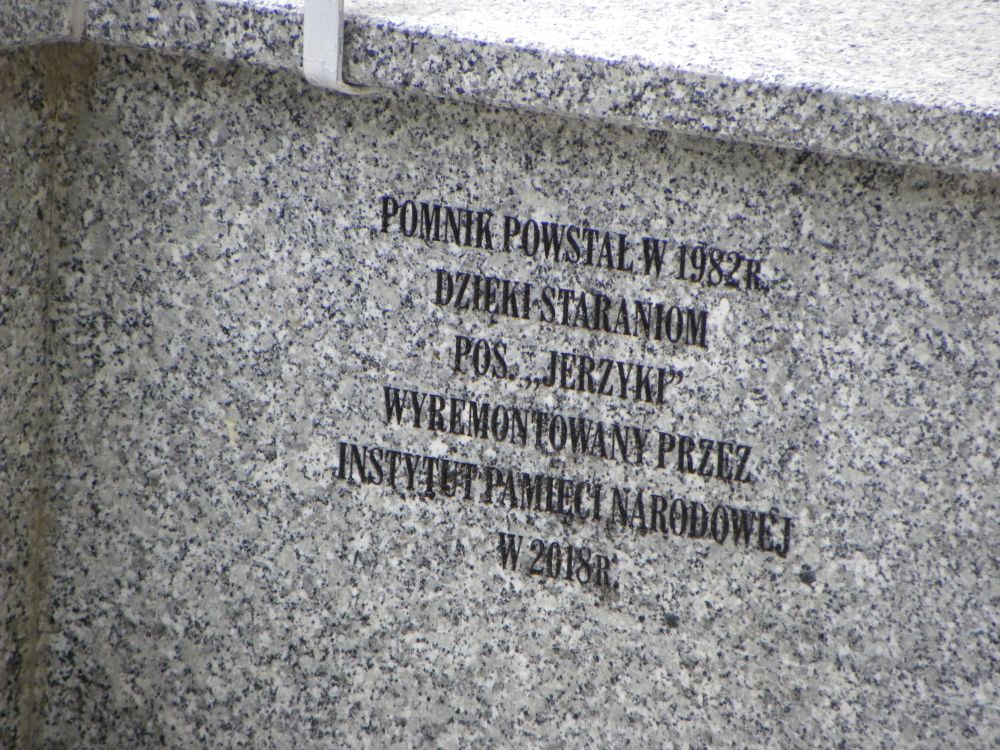 POMNIK POWSTAŁ W 1982R.
DZIĘKI STARANIOM
POS. „JERZYKI”
WYREMONTOWANY PRZEZ
INSTYTUT PAMIĘCI NARODOWEJ
W 2018R.